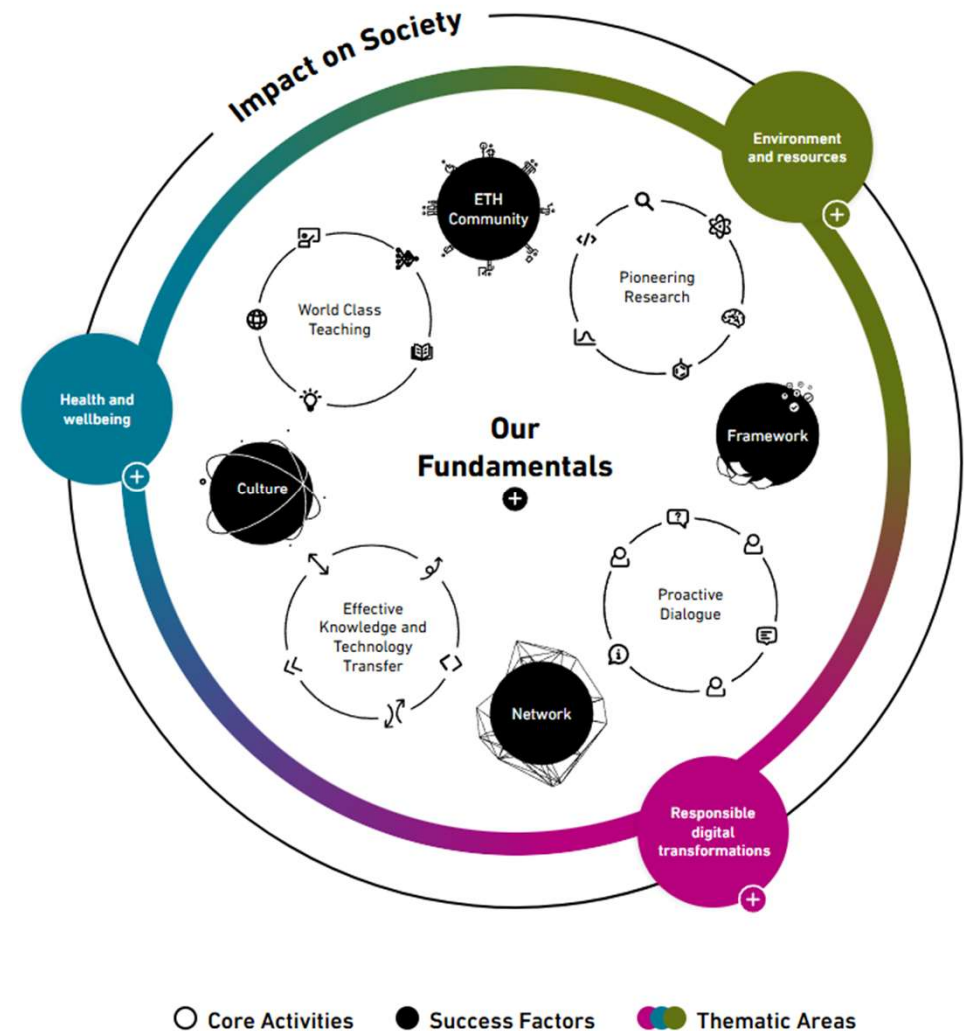 Impact on Society
Environment
and resources
ETH
Community
World Class
Teaching
Pioneering
Research
Health and
wellbeing
Our
Fundamentals
Framework
Culture
Effective
Knowledge and
Technology
Transfer
Proactive
Dialogue
Network
Responsible
digital
transformations
Core Activities
Success Factors
Thematic Areas